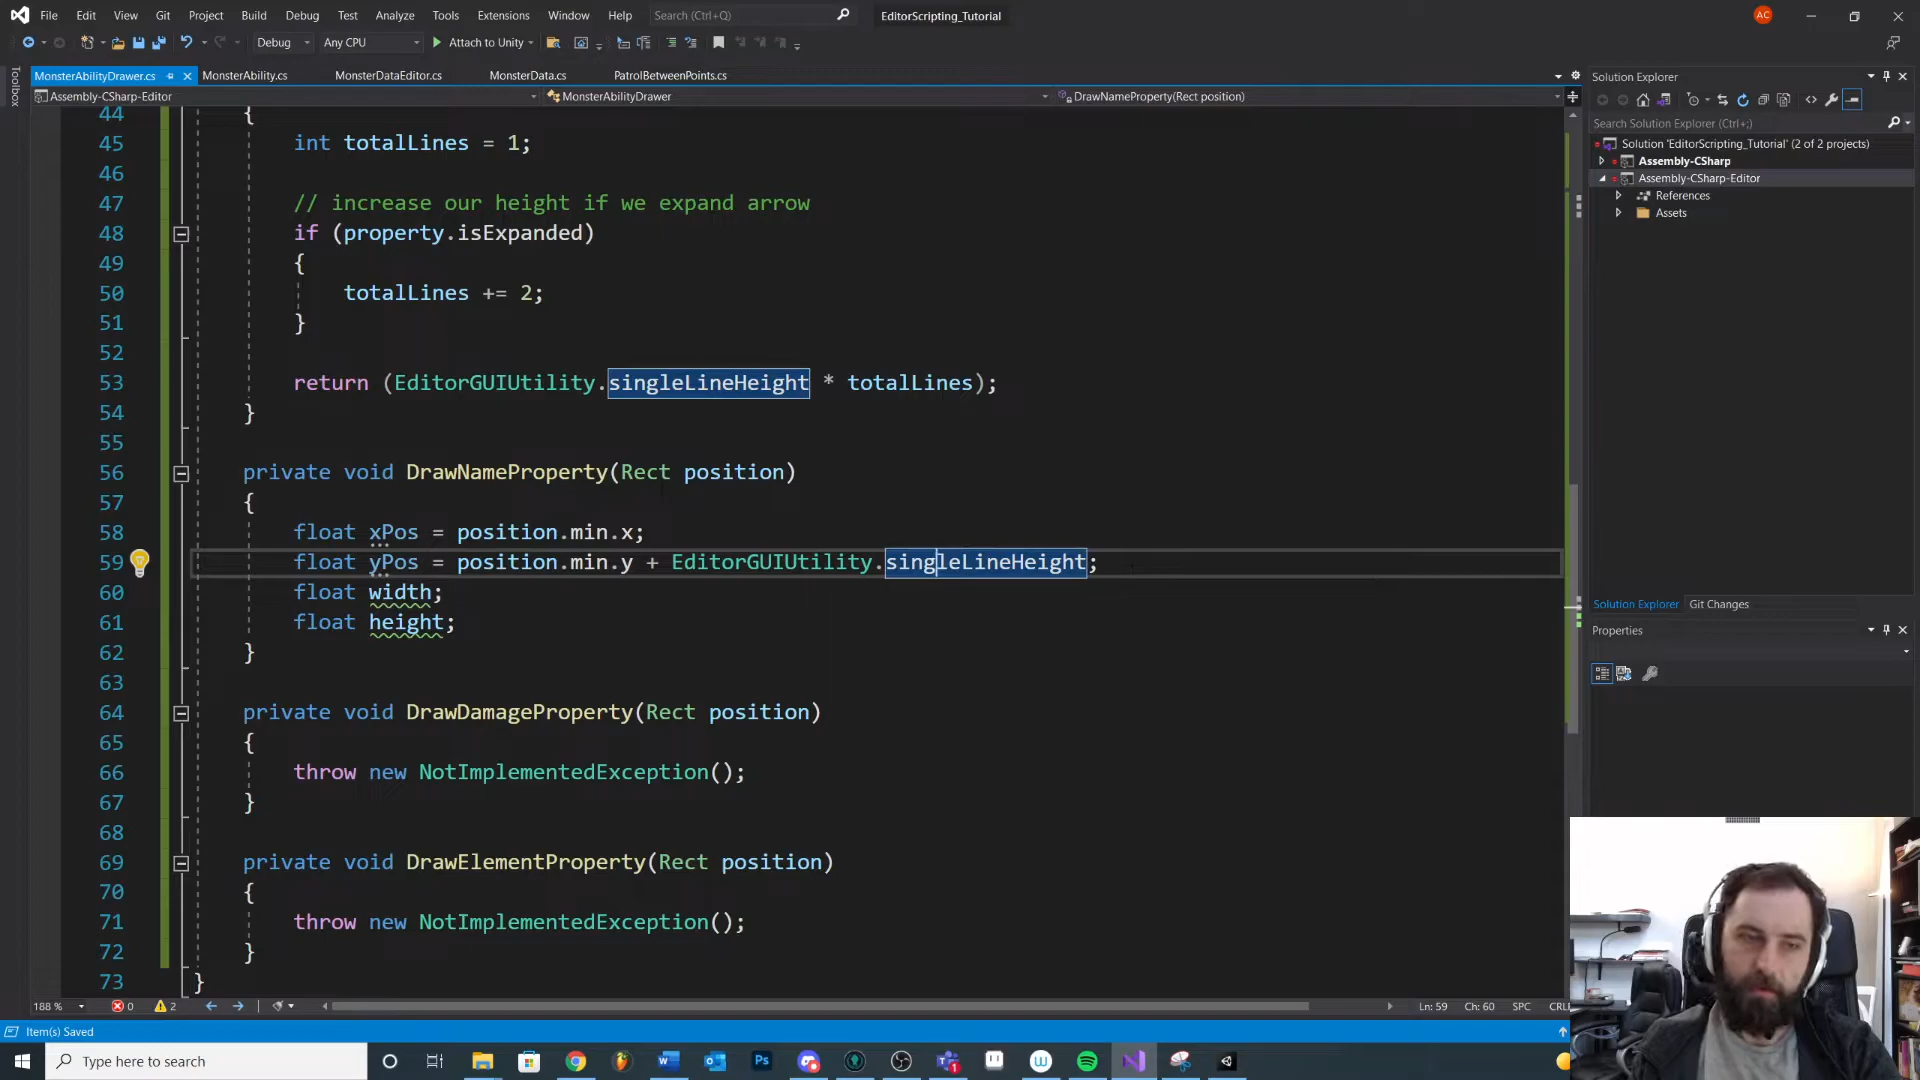 File Edit View Git Project Build Debug Test Analyze Tools Extensions Window Help Search (Ctrl+Q) EditorScripting_Tutorial AC
Debug Any CPU Attach to Unity
Toolbox
MonsterAbilityDrawer.cs MonsterAbility.cs MonsterDataEditor.cs MonsterData.cs PatrolBetweenPoints.cs
Assembly-CSharp-Editor MonsterAbilityDrawer DrawNameProperty(Rect position)
44 {
45 int totalLines = 1;
46
47 // increase our height if we expand arrow
48 if (property.isExpanded)
49 {
50 totalLines += 2;
51 }
52
53 return (EditorGUIUtility.singleLineHeight * totalLines);
54 }
55
56 private void DrawNameProperty(Rect position)
57 {
58 float xPos = position.min.x;
59 float yPos = position.min.y + EditorGUIUtility.singleLineHeight;
60 float width;
61 float height;
62 }
63
64 private void DrawDamageProperty(Rect position)
65 {
66 throw new NotImplementedException();
67 }
68
69 private void DrawElementProperty(Rect position)
70 {
71 throw new NotImplementedException();
72 }
73 }
Solution Explorer
Search Solution Explorer (Ctrl+;)
Solution 'EditorScripting_Tutorial' (2 of 2 projects)
Assembly-CSharp
Assembly-CSharp-Editor
References
Assets
Solution Explorer Git Changes
Properties
188 % 0 2 Ln: 59 Ch: 60 SPC CRL
Item(s) Saved
Type here to search